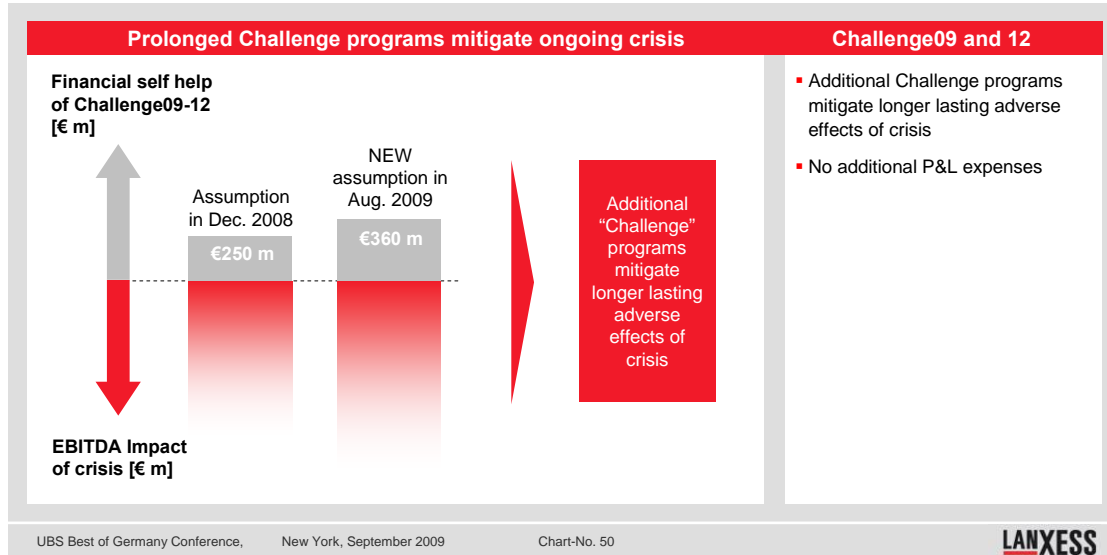 Prolonged Challenge programs mitigate ongoing crisis
Financial self help
of Challenge09-12
[€ m]
Assumption
in Dec. 2008
€250 m
NEW
assumption in
Aug. 2009
€360 m
EBITDA Impact
of crisis [€ m]
Additional
“Challenge”
programs
mitigate
longer lasting
adverse
effects of
crisis
Challenge09 and 12
▪ Additional Challenge programs
mitigate longer lasting adverse
effects of crisis
▪ No additional P&L expenses
UBS Best of Germany Conference, New York, September 2009 Chart-No. 50
LANXESS